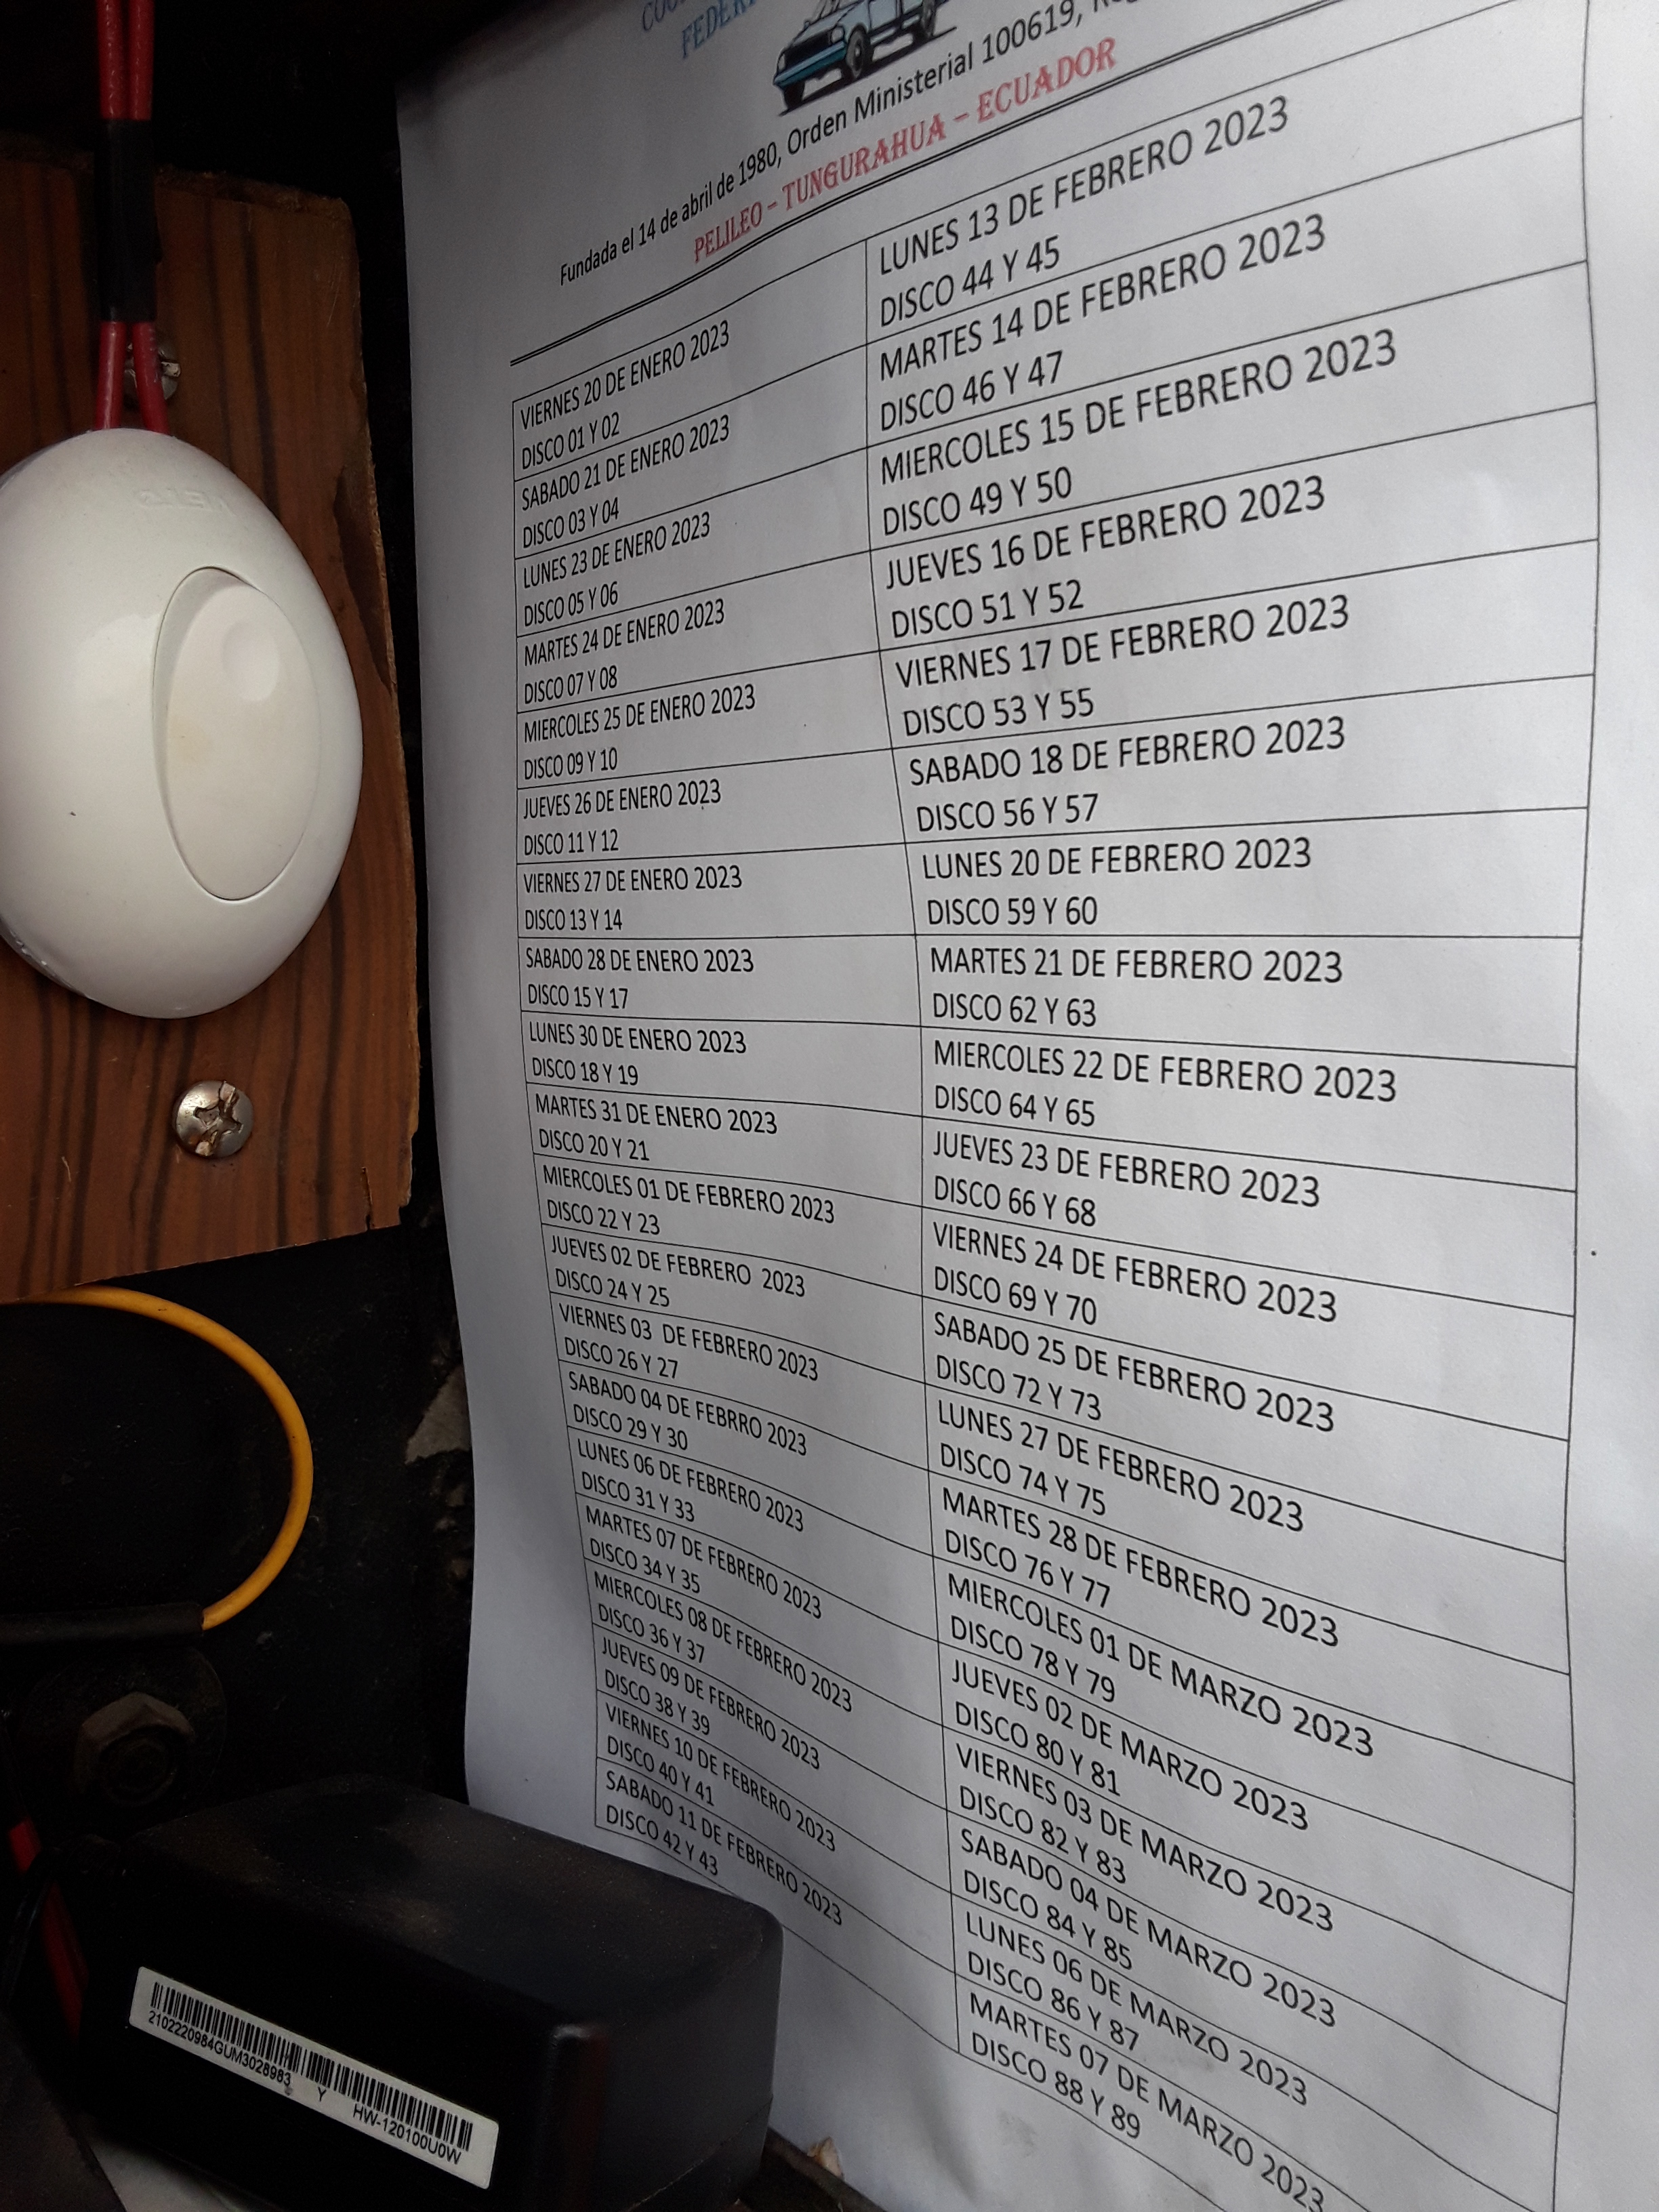 Fundada el 14 de abril de 1980, Orden Ministerial 100619,
PELILEO – TUNGURAHUA – ECUADOR
VIERNES 20 DE ENERO 2023
DISCO 01 Y 02
SABADO 21 DE ENERO 2023
DISCO 03 Y 04
LUNES 23 DE ENERO 2023
DISCO 05 Y 06
MARTES 24 DE ENERO 2023
DISCO 07 Y 08
MIERCOLES 25 DE ENERO 2023
DISCO 09 Y 10
JUEVES 26 DE ENERO 2023
DISCO 11 Y 12
VIERNES 27 DE ENERO 2023
DISCO 13 Y 14
SABADO 28 DE ENERO 2023
DISCO 15 Y 17
LUNES 30 DE ENERO 2023
DISCO 18 Y 19
MARTES 31 DE ENERO 2023
DISCO 20 Y 21
MIERCOLES 01 DE FEBRERO 2023
DISCO 22 Y 23
JUEVES 02 DE FEBRERO 2023
DISCO 24 Y 25
VIERNES 03 DE FEBRERO 2023
DISCO 26 Y 27
SABADO 04 DE FEBRRO 2023
DISCO 29 Y 30
LUNES 06 DE FEBRERO 2023
DISCO 31 Y 33
MARTES 07 DE FEBRERO 2023
DISCO 34 Y 35
MIERCOLES 08 DE FEBRERO 2023
DISCO 36 Y 37
JUEVES 09 DE FEBRERO 2023
DISCO 38 Y 39
VIERNES 10 DE FEBRERO 2023
DISCO 40 Y 41
SABADO 11 DE FEBRERO 2023
DISCO 42 Y 43
LUNES 13 DE FEBRERO 2023
DISCO 44 Y 45
MARTES 14 DE FEBRERO 2023
DISCO 46 Y 47
MIERCOLES 15 DE FEBRERO 2023
DISCO 49 Y 50
JUEVES 16 DE FEBRERO 2023
DISCO 51 Y 52
VIERNES 17 DE FEBRERO 2023
DISCO 53 Y 55
SABADO 18 DE FEBRERO 2023
DISCO 56 Y 57
LUNES 20 DE FEBRERO 2023
DISCO 59 Y 60
MARTES 21 DE FEBRERO 2023
DISCO 62 Y 63
MIERCOLES 22 DE FEBRERO 2023
DISCO 64 Y 65
JUEVES 23 DE FEBRERO 2023
DISCO 66 Y 68
VIERNES 24 DE FEBRERO 2023
DISCO 69 Y 70
SABADO 25 DE FEBRERO 2023
DISCO 72 Y 73
LUNES 27 DE FEBRERO 2023
DISCO 74 Y 75
MARTES 28 DE FEBRERO 2023
DISCO 76 Y 77
MIERCOLES 01 DE MARZO 2023
DISCO 78 Y 79
JUEVES 02 DE MARZO 2023
DISCO 80 Y 81
VIERNES 03 DE MARZO 2023
DISCO 82 Y 83
SABADO 04 DE MARZO 2023
DISCO 84 Y 85
LUNES 06 DE MARZO 2023
DISCO 86 Y 87
MARTES 07 DE MARZO 2023
DISCO 88 Y 89
2102220984GUM3028983 Y HW-120100U0W